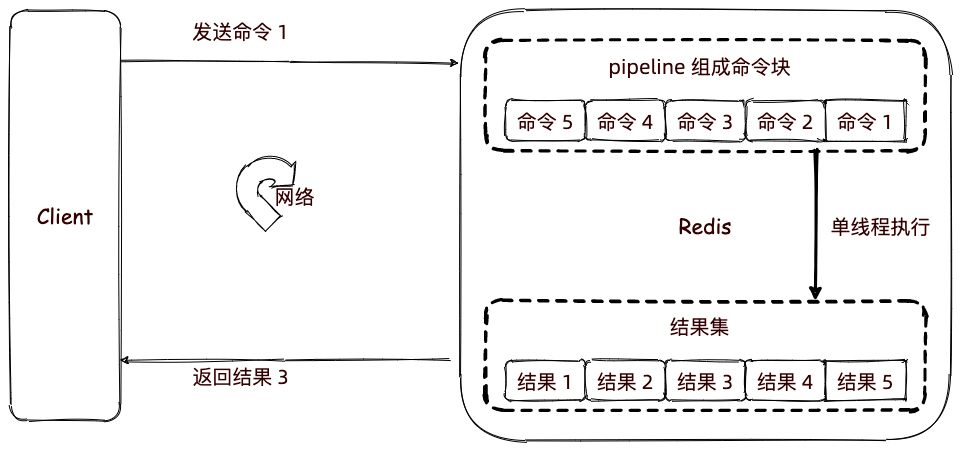 发送命令 1
pipeline 组成命令块
命令 5 命令 4 命令 3 命令 2 命令 1
网络
Client
Redis
单线程执行
结果集
返回结果 3
结果 1 结果 2 结果 3 结果 4 结果 5